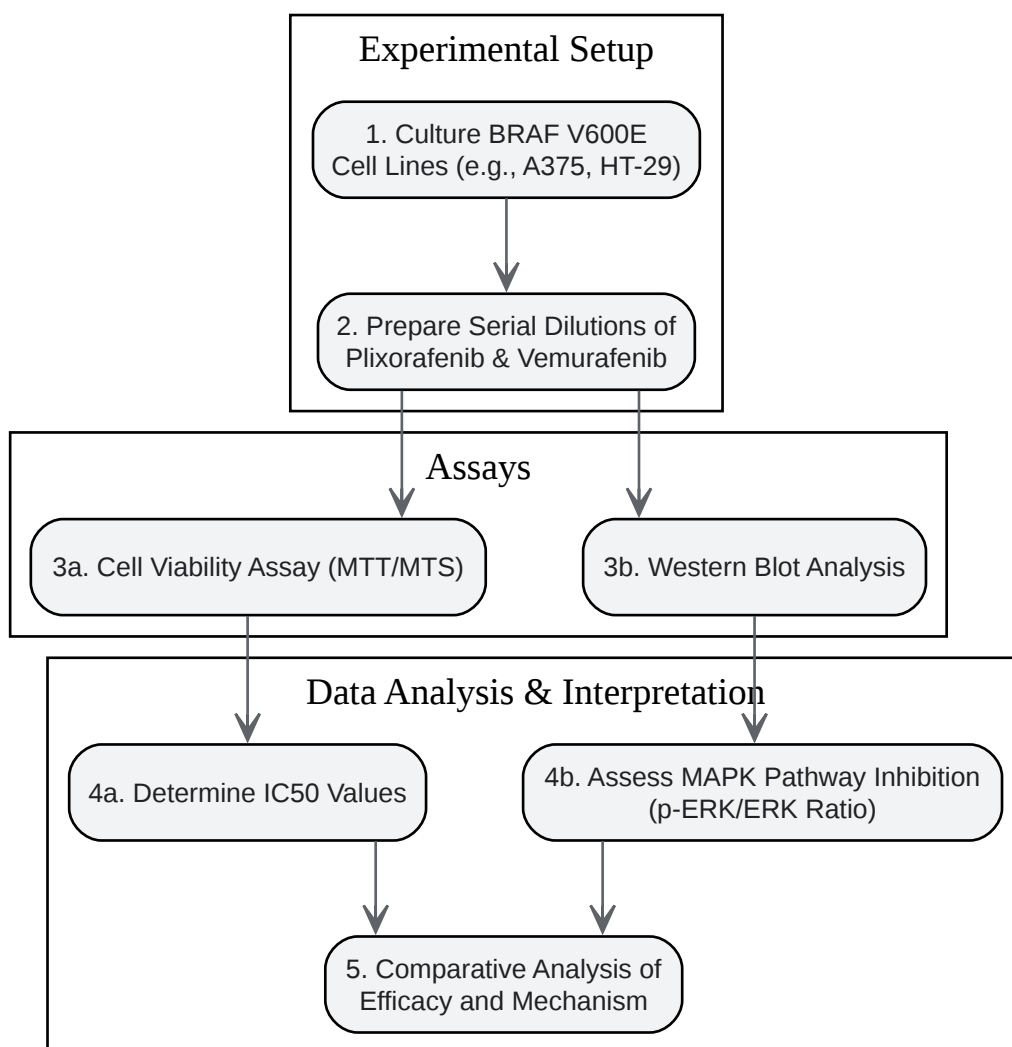 Experimental Setup
1. Culture BRAF V600E
Cell Lines (e.g., A375, HT-29)
2. Prepare Serial Dilutions of
Plixorafenib & Vemurafenib
Assays
3a. Cell Viability Assay (MTT/MTS)
3b. Western Blot Analysis
Data Analysis & Interpretation
4a. Determine IC50 Values
4b. Assess MAPK Pathway Inhibition
(p-ERK/ERK Ratio)
5. Comparative Analysis of
Efficacy and Mechanism